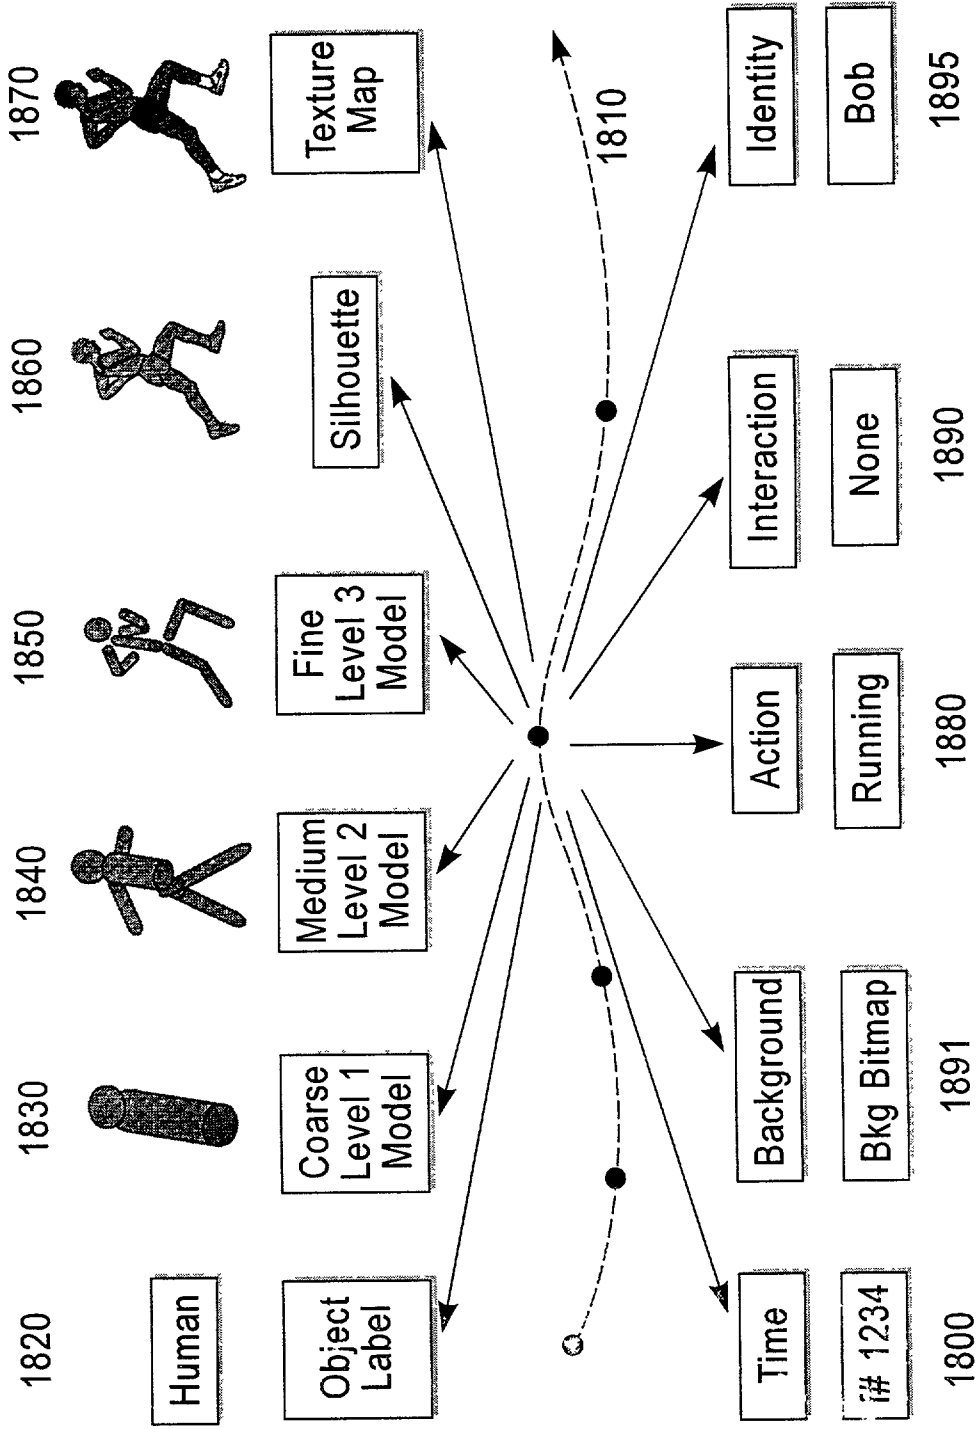 1820
1830
1840
1850
1860
1870
Human
Object
Label
Coarse
Level 1
Model
Medium
Level 2
Model
Fine
Level 3
Model
Silhouette
Texture
Map
1810
Time
Background
Action
Interaction
Identity
# 1234
Bkg Bitmap
Running
None
Bob
1800
1891
1880
1890
1895